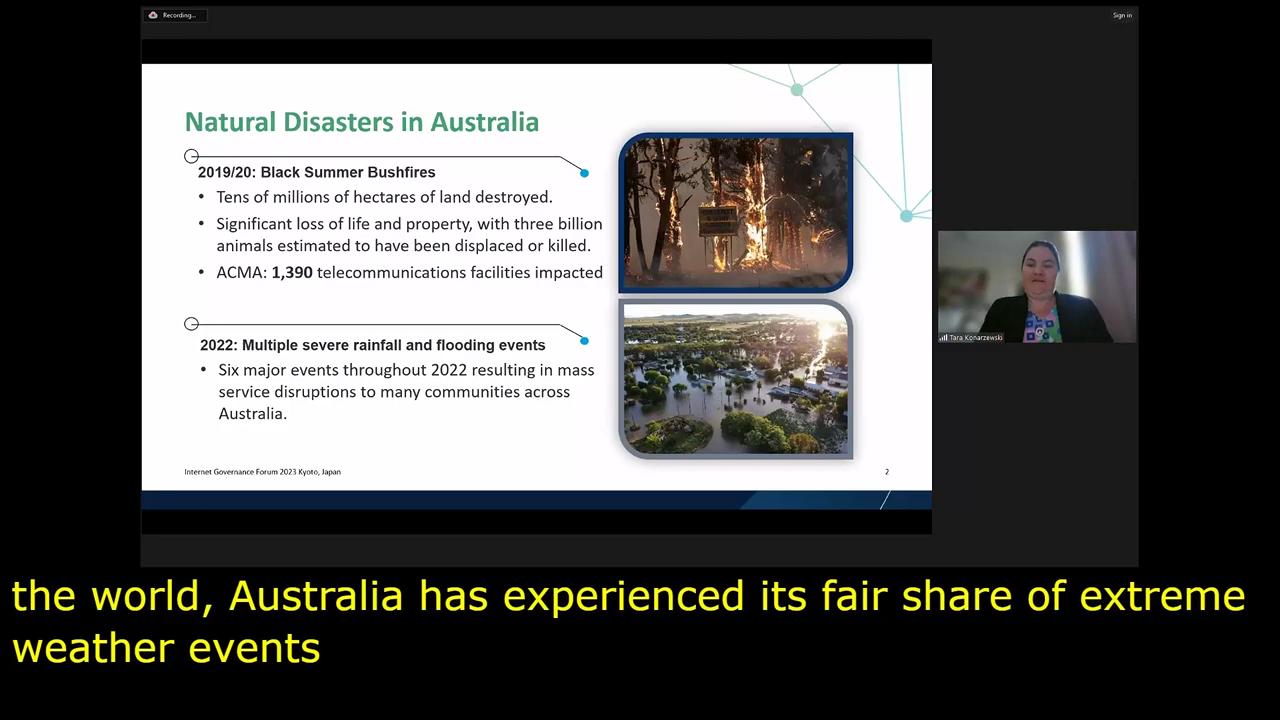 Recording...
Sign in
Natural Disasters in Australia
2019/20: Black Summer Bushfires
• Tens of millions of hectares of land destroyed.
• Significant loss of life and property, with three billion
animals estimated to have been displaced or killed.
• ACMA: 1,390 telecommunications facilities impacted
2022: Multiple severe rainfall and flooding events
• Six major events throughout 2022 resulting in mass
service disruptions to many communities across
Australia.
Internet Governance Forum 2023 Kyoto, Japan
2
Tara Konarzewski
the world, Australia has experienced its fair share of extreme
weather events